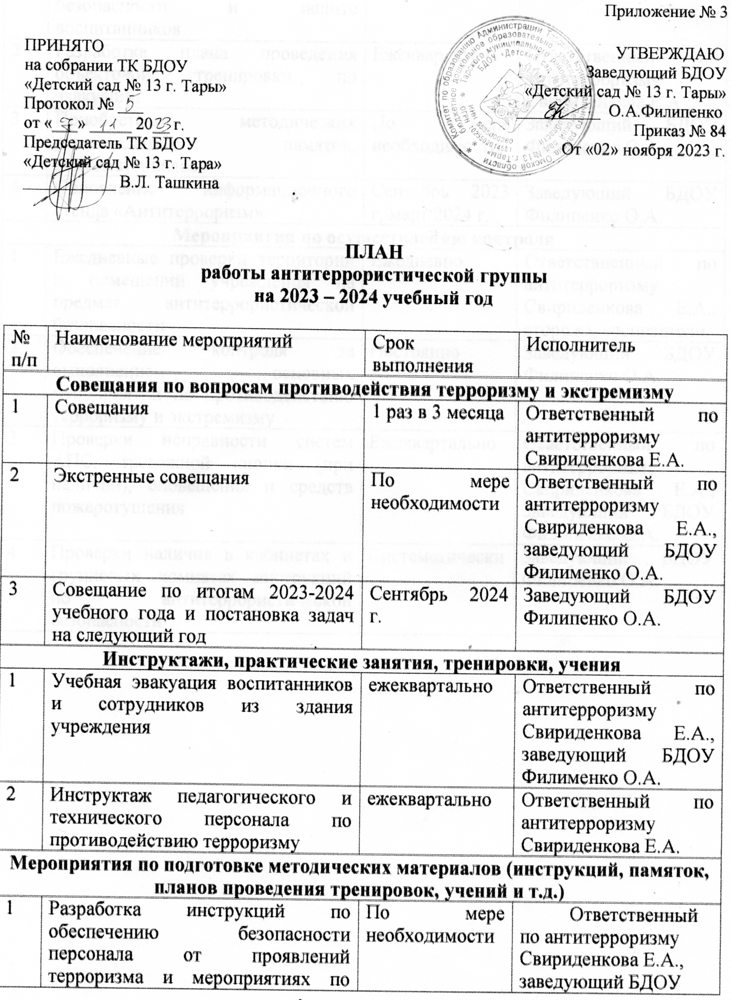 Приложение № 3
ПРИНЯТО
на собрании ТК БДОУ
«Детский сад № 13 г. Тары»
Протокол № 5
от « 7 » 11 2023 г.
Председатель ТК БДОУ
«Детский сад № 13 г. Тара»
В.Л. Ташкина
УТВЕРЖДАЮ
Заведующий БДОУ
«Детский сад № 13 г. Тары»
О.А.Филипенко
Приказ № 84
От «02» ноября 2023 г.
ПЛАН
работы антитеррористической группы
на 2023 – 2024 учебный год
№
п/п
Наименование мероприятий
Срок
выполнения
Исполнитель
Совещания по вопросам противодействия терроризму и экстремизму
1
Совещания
1 раз в 3 месяца
Ответственный по
антитерроризму
Свириденкова Е.А.
2
Экстренные совещания
По мере
необходимости
Ответственный по
антитерроризму
Свириденкова Е.А.,
заведующий БДОУ
Филименко О.А.
3
Совещание по итогам 2023-2024
учебного года и постановка задач
на следующий год
Сентябрь 2024
г.
Заведующий БДОУ
Филипенко О.А.
Инструктажи, практические занятия, тренировки, учения
1
Учебная эвакуация воспитанников
и сотрудников из здания
учреждения
ежеквартально
Ответственный по
антитерроризму
Свириденкова Е.А.,
заведующий БДОУ
Филименко О.А.
2
Инструктаж педагогического и
технического персонала по
противодействию терроризму
ежеквартально
Ответственный по
антитерроризму
Свириденкова Е.А.
Мероприятия по подготовке методических материалов (инструкций, памяток,
планов проведения тренировок, учений и т.д.)
1
Разработка инструкций по
обеспечению безопасности
персонала от проявлений
терроризма и мероприятиях по
По мере
необходимости
Ответственный
по антитерроризму
Свириденкова Е.А.,
заведующий БДОУ